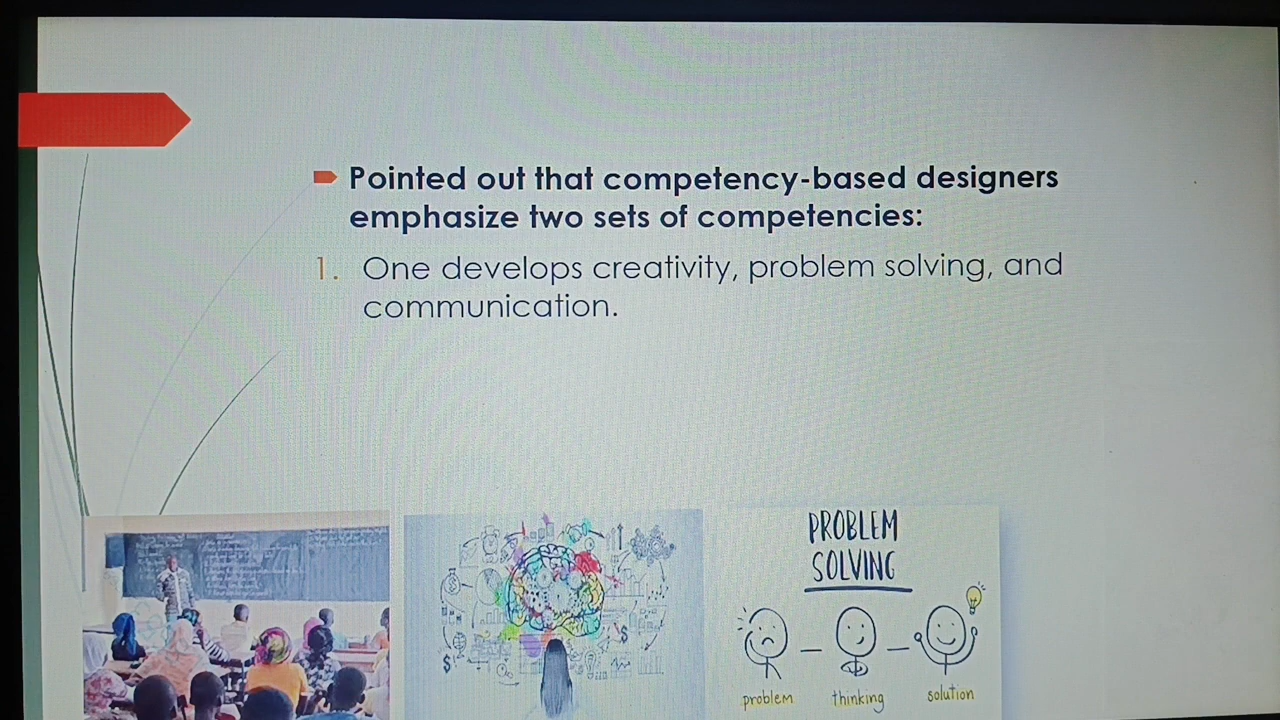 Pointed out that competency-based designers
emphasize two sets of competencies:
1. One develops creativity, problem solving, and
communication.
PROBLEM
SOLVING
problem
thinking
solution